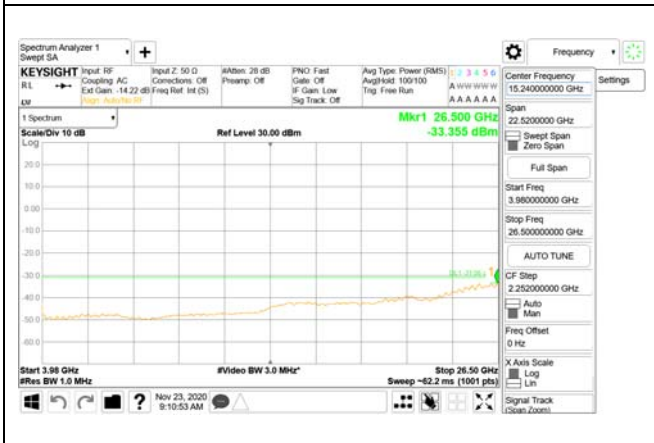 Spectrum Analyzer 1
Swept SA
+
Frequency
KEYSIGHT
Input: RF
Coupling: AC
Ext Gain: -14.22 dB
Align: Auto/No RF
Input Z: 50 Ω
Corrections: Off
Freq Ref: Int (S)
#Atten: 28 dB
Preamp: Off
PNO: Fast
Gate: Off
IF Gain: Low
Sig Track: Off
Avg Type: Power (RMS)
Avg|Hold: 100/100
Trig: Free Run
1 2 3 4 5 6
A W W W W W
A A A A A A
RL
1 Spectrum
Scale/Div 10 dB
Log
Ref Level 30.00 dBm
Mkr1 26.500 GHz
-33.355 dBm
20.0
10.0
0.00
-10.0
-20.0
-30.0
-40.0
-50.0
-60.0
1
Start 3.98 GHz
#Res BW 1.0 MHz
#Video BW 3.0 MHz*
Stop 26.50 GHz
Sweep ~62.2 ms (1001 pts)
Nov 23, 2020
9:10:53 AM
?
Center Frequency
15.240000000 GHz
Settings
Span
22.5200000 GHz
Swept Span
Zero Span
Full Span
Start Freq
3.980000000 GHz
Stop Freq
26.500000000 GHz
AUTO TUNE
CF Step
2.252000000 GHz
Auto
Man
Freq Offset
0 Hz
X Axis Scale
Log
Lin
Signal Track
(Span Zoom)